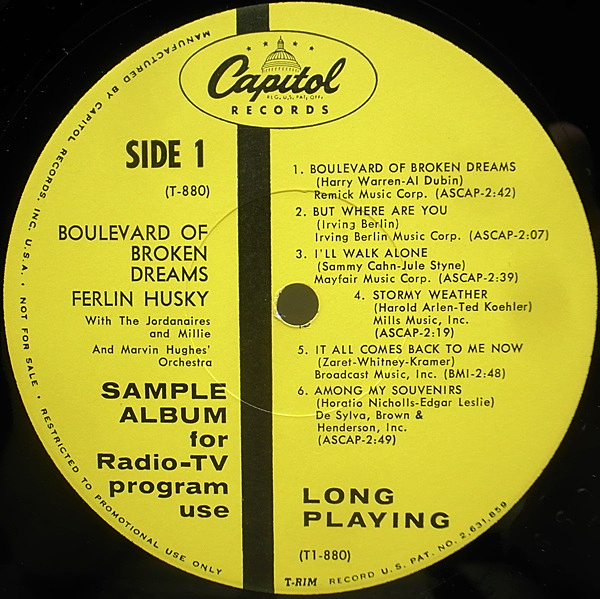 Capitol
REG. U.S. PAT. OFF.
RECORDS
SIDE 1
(T-880)
BOULEVARD OF
BROKEN
DREAMS
FERLIN HUSKY
With The Jordanaires
and Millie
And Marvin Hughes'
Orchestra
SAMPLE
ALBUM
for
Radio-TV
program
use
1. BOULEVARD OF BROKEN DREAMS
(Harry Warren-Al Dubin)
Remick Music Corp. (ASCAP-2:42)
2. BUT WHERE ARE YOU
(Irving Berlin)
Irving Berlin Music Corp. (ASCAP-2:07)
3. I'LL WALK ALONE
(Sammy Cahn-Jule Styne)
Mayfair Music Corp. (ASCAP-2:39)
4. STORMY WEATHER
(Harold Arlen-Ted Koehler)
Mills Music, Inc.
(ASCAP-2:19)
5. IT ALL COMES BACK TO ME NOW
(Zaret-Whitney-Kramer)
Broadcast Music, Inc. (BMI-2:48)
6. AMONG MY SOUVENIRS
(Horatio Nicholls-Edgar Leslie)
De Sylva, Brown &
Henderson, Inc.
(ASCAP-2:49)
LONG
PLAYING
(T1-880)
MANUFACTURED BY CAPITOL RECORDS, INC. U.S.A. • NOT FOR SALE • RESTRICTED TO PROMOTIONAL USE ONLY
T-RIM RECORD U.S. PAT. NO. 2,631,859